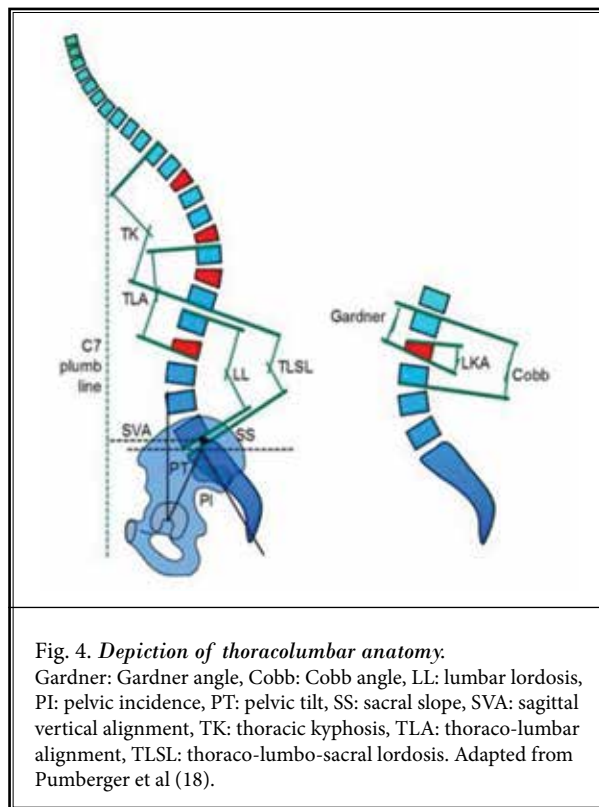 TK
TLA
C7
plumb
line
LL
TLSL
SVA
SS
PT
PI
Gardner
LKA
Cobb
Fig. 4. Depiction of thoracolumbar anatomy.
Gardner: Gardner angle, Cobb: Cobb angle, LL: lumbar lordosis,
PI: pelvic incidence, PT: pelvic tilt, SS: sacral slope, SVA: sagittal
vertical alignment, TK: thoracic kyphosis, TLA: thoraco-lumbar
alignment, TLSL: thoraco-lumbo-sacral lordosis. Adapted from
Pumberger et al (18).